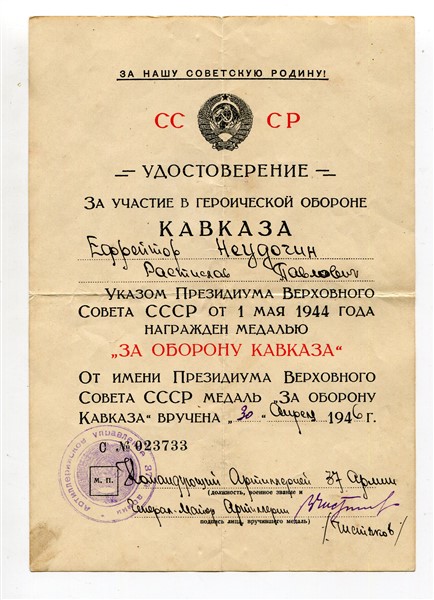 ЗА НАШУ СОВЕТСКУЮ РОДИНУ!
СС СР
УДОСТОВЕРЕНИЕ
ЗА УЧАСТИЕ В ГЕРОИЧЕСКОЙ ОБОРОНЕ
КАВКАЗА
Ефрейтор Неудочин
Растислав Павлович
УКАЗОМ ПРЕЗИДИУМА ВЕРХОВНОГО
СОВЕТА СССР ОТ 1 МАЯ 1944 ГОДА
НАГРАЖДЕН МЕДАЛЬЮ
„ЗА ОБОРОНУ КАВКАЗА“
ОТ ИМЕНИ ПРЕЗИДИУМА ВЕРХОВНОГО
СОВЕТА СССР МЕДАЛЬ „ЗА ОБОРОНУ
КАВКАЗА“ ВРУЧЕНА „30“ Апреля 1946 г.
С № 023733
М. П.
Командующий Артиллерией 37 Армии
(должность, военное звание и
Генерал-Майор Артиллерии
подпись лица, вручившего медаль)
/Чистяков/